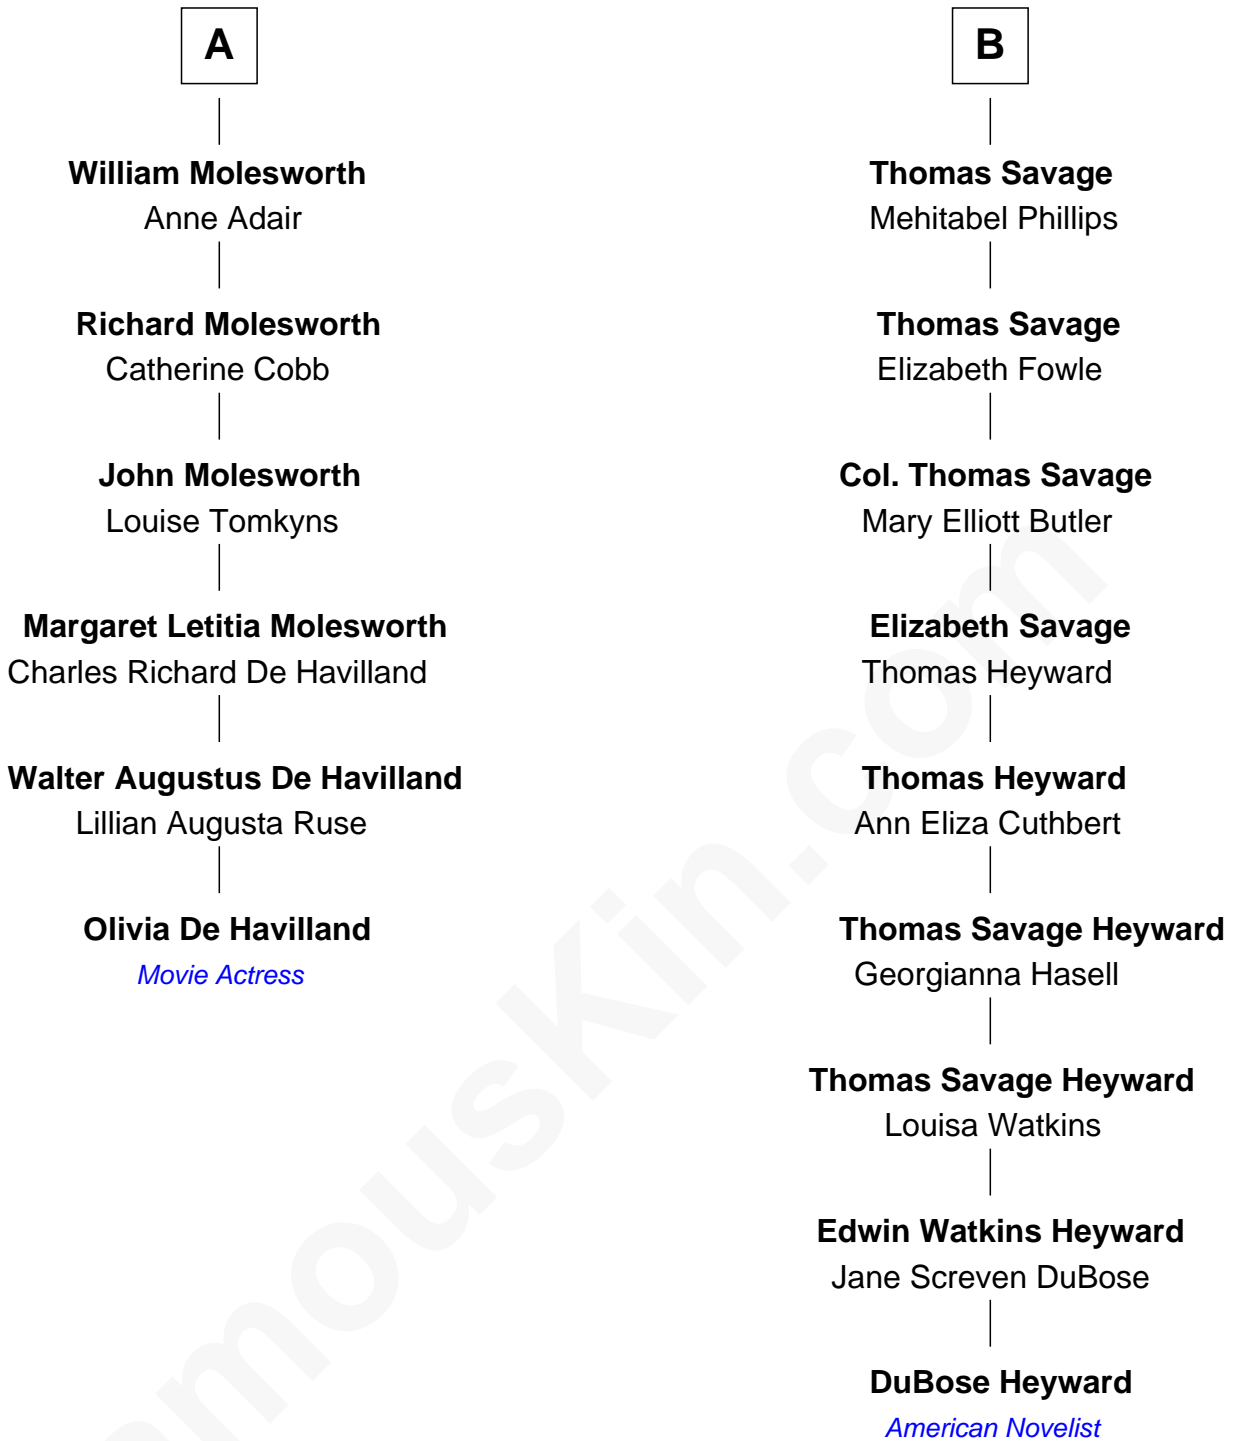 A
William Molesworth
Anne Adair
Richard Molesworth
Catherine Cobb
John Molesworth
Louise Tomkyns
Margaret Letitia Molesworth
Charles Richard De Havilland
Walter Augustus De Havilland
Lillian Augusta Ruse
Olivia De Havilland
Movie Actress
B
Thomas Savage
Mehitabel Phillips
Thomas Savage
Elizabeth Fowle
Col. Thomas Savage
Mary Elliott Butler
Elizabeth Savage
Thomas Heyward
Thomas Heyward
Ann Eliza Cuthbert
Thomas Savage Heyward
Georgianna Hasell
Thomas Savage Heyward
Louisa Watkins
Edwin Watkins Heyward
Jane Screven DuBose
DuBose Heyward
American Novelist
amousKin.com